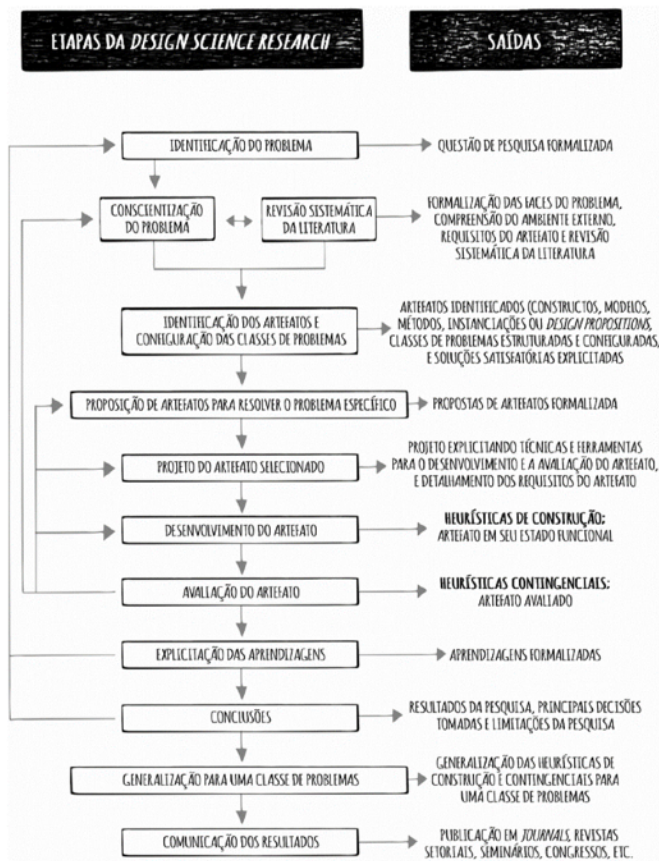 ETAPAS DA DESIGN SCIENCE RESEARCH
SAÍDAS
IDENTIFICAÇÃO DO PROBLEMA
QUESTÃO DE PESQUISA FORMALIZADA
CONSCIENTIZAÇÃO
DO PROBLEMA
REVISÃO SISTEMÁTICA
DA LITERATURA
FORMALIZAÇÃO DAS FACES DO PROBLEMA,
COMPREENSÃO DO AMBIENTE EXTERNO,
REQUISITOS DO ARTEFATO E REVISÃO
SISTEMÁTICA DA LITERATURA
IDENTIFICAÇÃO DOS ARTEFATOS E
CONFIGURAÇÃO DAS CLASSES DE PROBLEMAS
ARTEFATOS IDENTIFICADOS (CONSTRUCTOS, MODELOS,
MÉTODOS, INSTANCIAÇÕES OU DESIGN PROPOSITIONS,
CLASSES DE PROBLEMAS ESTRUTURADAS E CONFIGURADAS,
E SOLUÇÕES SATISFATÓRIAS EXPLICITADAS
PROPOSIÇÃO DE ARTEFATOS PARA RESOLVER O PROBLEMA ESPECÍFICO
PROPOSTAS DE ARTEFATOS FORMALIZADA
PROJETO DO ARTEFATO SELECIONADO
PROJETO EXPLICITANDO TÉCNICAS E FERRAMENTAS
PARA O DESENVOLVIMENTO E A AVALIAÇÃO DO ARTEFATO,
E DETALHAMENTO DOS REQUISITOS DO ARTEFATO
DESENVOLVIMENTO DO ARTEFATO
HEURÍSTICAS DE CONSTRUÇÃO;
ARTEFATO EM SEU ESTADO FUNCIONAL
AVALIAÇÃO DO ARTEFATO
HEURÍSTICAS CONTINGENCIAIS;
ARTEFATO AVALIADO
EXPLICITAÇÃO DAS APRENDIZAGENS
APRENDIZAGENS FORMALIZADAS
CONCLUSÕES
RESULTADOS DA PESQUISA, PRINCIPAIS DECISÕES
TOMADAS E LIMITAÇÕES DA PESQUISA
GENERALIZAÇÃO PARA UMA CLASSE DE PROBLEMAS
GENERALIZAÇÃO DAS HEURÍSTICAS DE
CONSTRUÇÃO E CONTINGENCIAIS PARA
UMA CLASSE DE PROBLEMAS
COMUNICAÇÃO DOS RESULTADOS
PUBLICAÇÃO EM JOURNALS, REVISTAS
SETORIAIS, SEMINÁRIOS, CONGRESSOS, ETC.